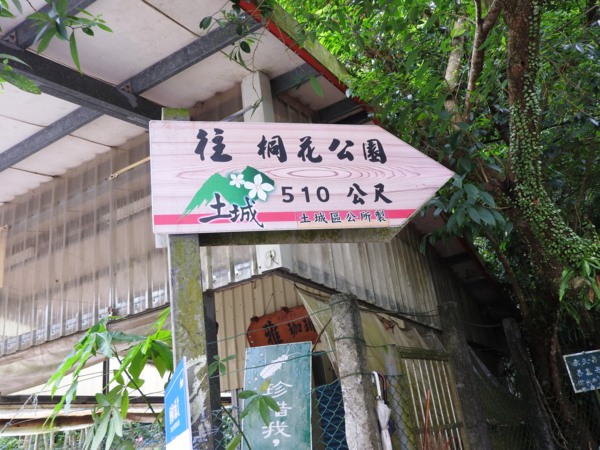 往 桐花公園
510 公尺
土城
土城區公所製
珍惜我,